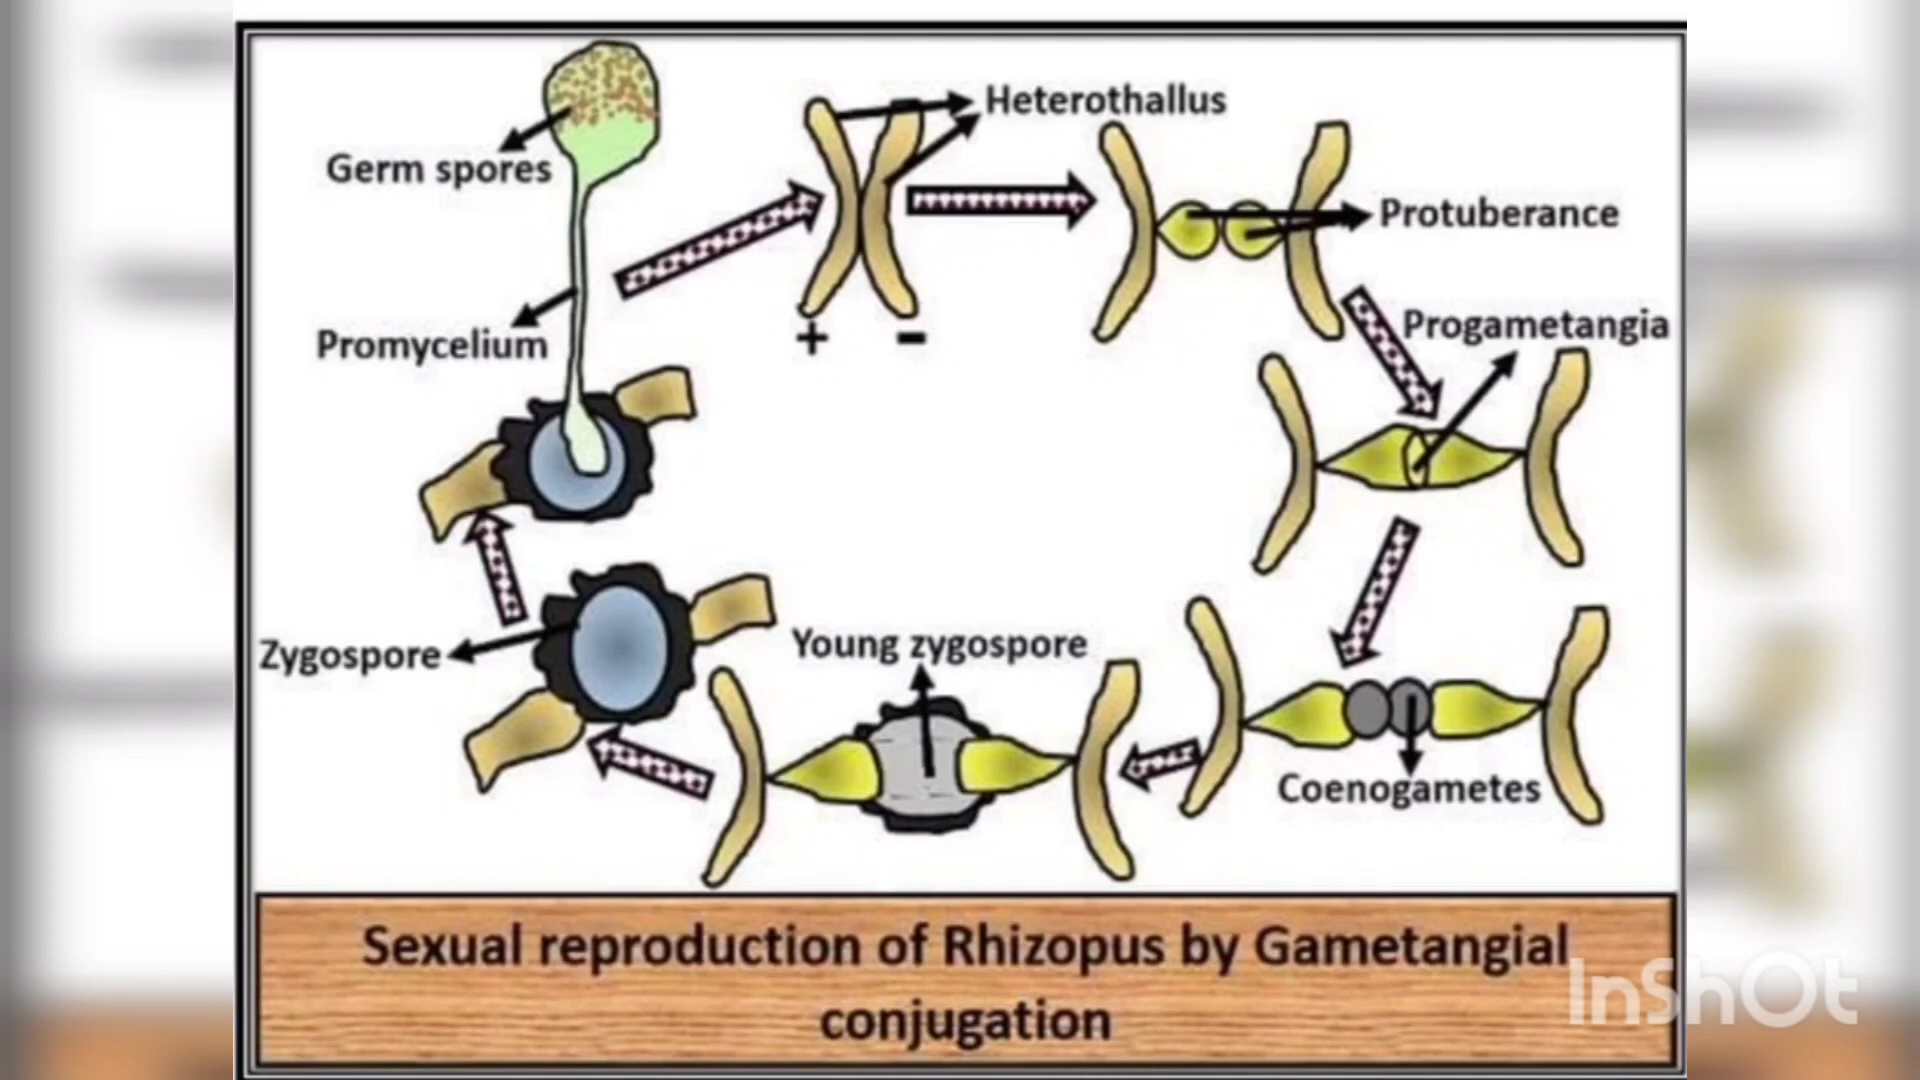 Heterothallus
Germ spores
Protuberance
+
-
Promycelium
Progametangia
Zygospore
Young zygospore
Coenogametes
Sexual reproduction of Rhizopus by Gametangial
conjugation
InShOt